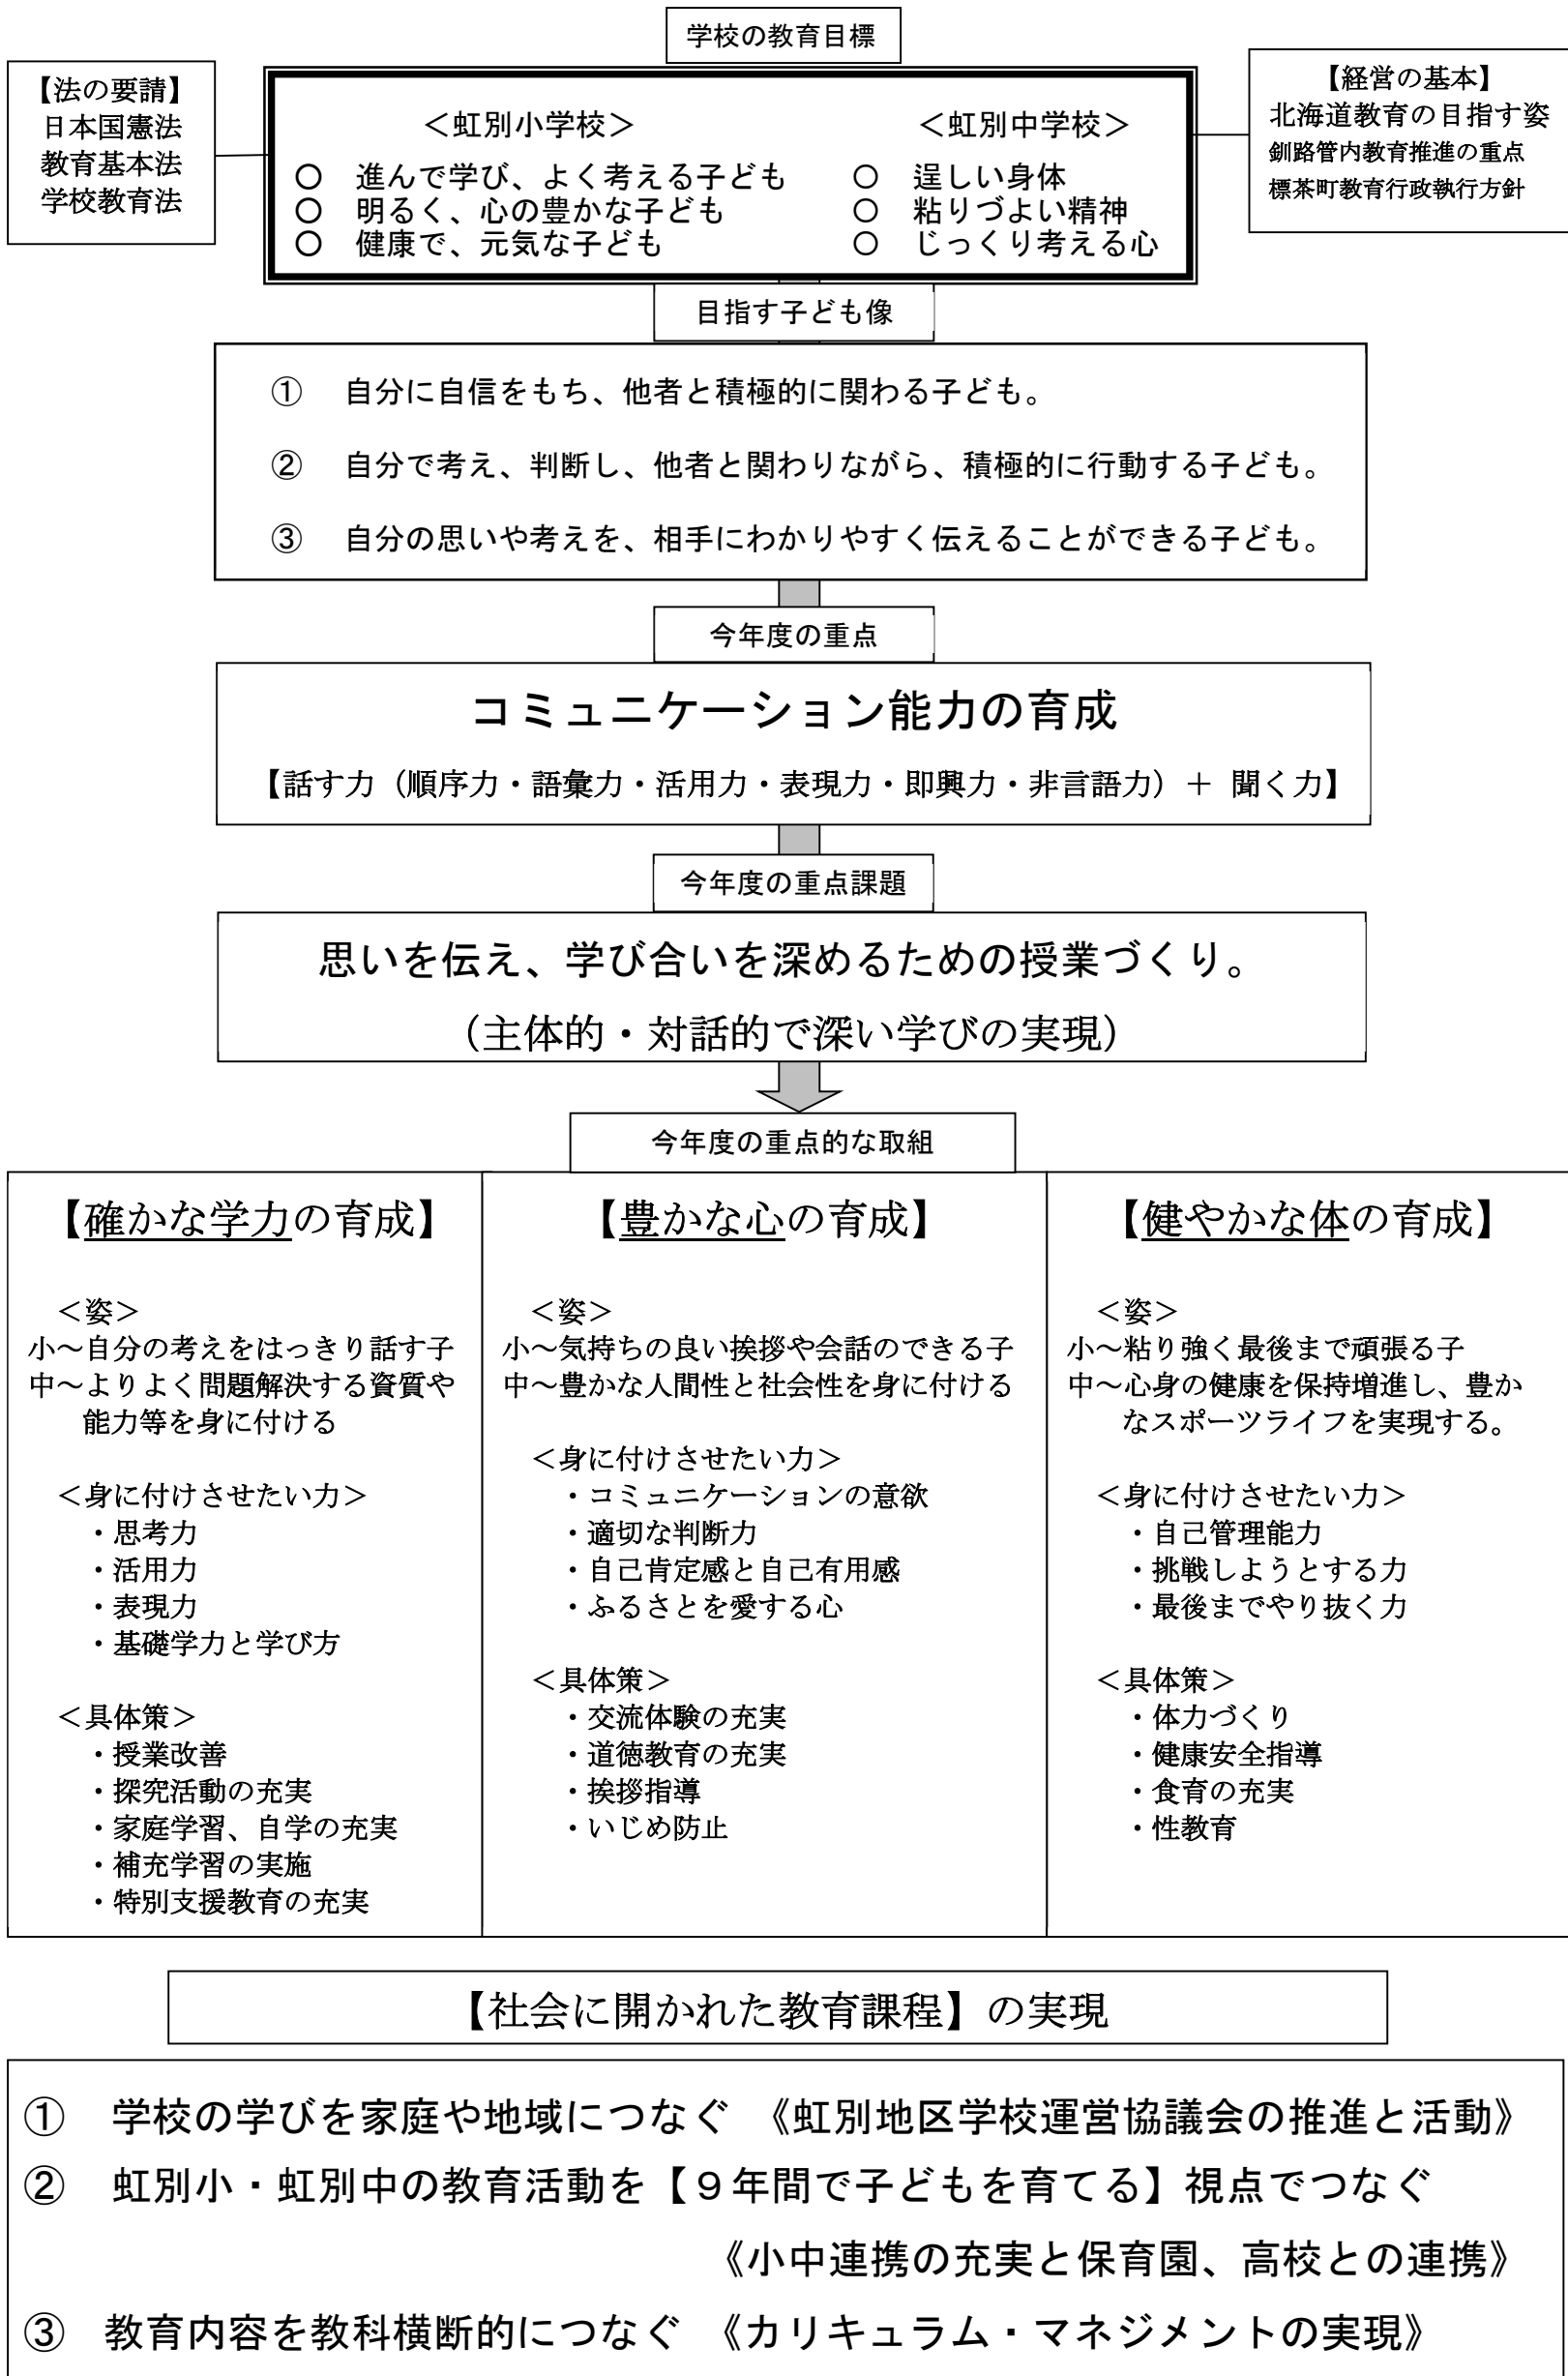 学校の教育目標
【法の要請】
日本国憲法
教育基本法
学校教育法
＜虹別小学校＞
○　進んで学び、よく考える子ども
○　明るく、心の豊かな子ども
○　健康で、元気な子ども
＜虹別中学校＞
○　逞しい身体
○　粘りづよい精神
○　じっくり考える心
【経営の基本】
北海道教育の目指す姿
釧路管内教育推進の重点
標茶町教育行政執行方針
目指す子ども像
①　自分に自信をもち、他者と積極的に関わる子ども。
②　自分で考え、判断し、他者と関わりながら、積極的に行動する子ども。
③　自分の思いや考えを、相手にわかりやすく伝えることができる子ども。
今年度の重点
コミュニケーション能力の育成
【話す力（順序力・語彙力・活用力・表現力・即興力・非言語力）＋ 聞く力】
今年度の重点課題
思いを伝え、学び合いを深めるための授業づくり。
（主体的・対話的で深い学びの実現）
今年度の重点的な取組
【確かな学力の育成】
＜姿＞
小～自分の考えをはっきり話す子
中～よりよく問題解決する資質や
能力等を身に付ける
＜身に付けさせたい力＞
・思考力
・活用力
・表現力
・基礎学力と学び方
＜具体策＞
・授業改善
・探究活動の充実
・家庭学習、自学の充実
・補充学習の実施
・特別支援教育の充実
【豊かな心の育成】
＜姿＞
小～気持ちの良い挨拶や会話のできる子
中～豊かな人間性と社会性を身に付ける
＜身に付けさせたい力＞
・コミュニケーションの意欲
・適切な判断力
・自己肯定感と自己有用感
・ふるさとを愛する心
＜具体策＞
・交流体験の充実
・道徳教育の充実
・挨拶指導
・いじめ防止
【健やかな体の育成】
＜姿＞
小～粘り強く最後まで頑張る子
中～心身の健康を保持増進し、豊か
なスポーツライフを実現する。
＜身に付けさせたい力＞
・自己管理能力
・挑戦しようとする力
・最後までやり抜く力
＜具体策＞
・体力づくり
・健康安全指導
・食育の充実
・性教育
【社会に開かれた教育課程】の実現
①　学校の学びを家庭や地域につなぐ　《虹別地区学校運営協議会の推進と活動》
②　虹別小・虹別中の教育活動を【９年間で子どもを育てる】視点でつなぐ
《小中連携の充実と保育園、高校との連携》
③　教育内容を教科横断的につなぐ　《カリキュラム・マネジメントの実現》